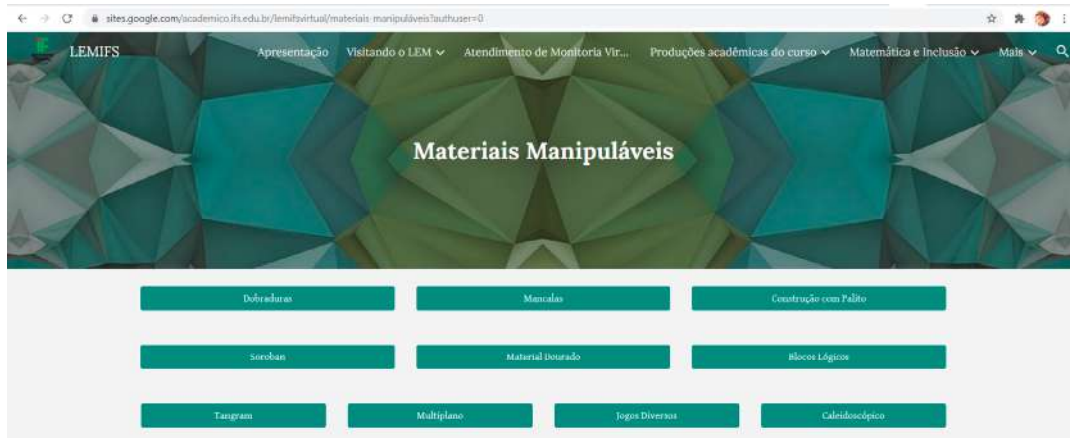 sites.google.com/academico.ifs.edu.br/lemifsvirtual/materiais-manipuláveis?authuser=0
LEMIFS Apresentação Visitando o LEM Atendimento de Monitoria Vir... Produções acadêmicas do curso Matemática e Inclusão Mais
Materiais Manipuláveis
Dobraduras Mancalas Construção com Palito
Soroban Material Dourado Blocos Lógicos
Tangram Multiplano Jogos Diversos Caleidoscópico